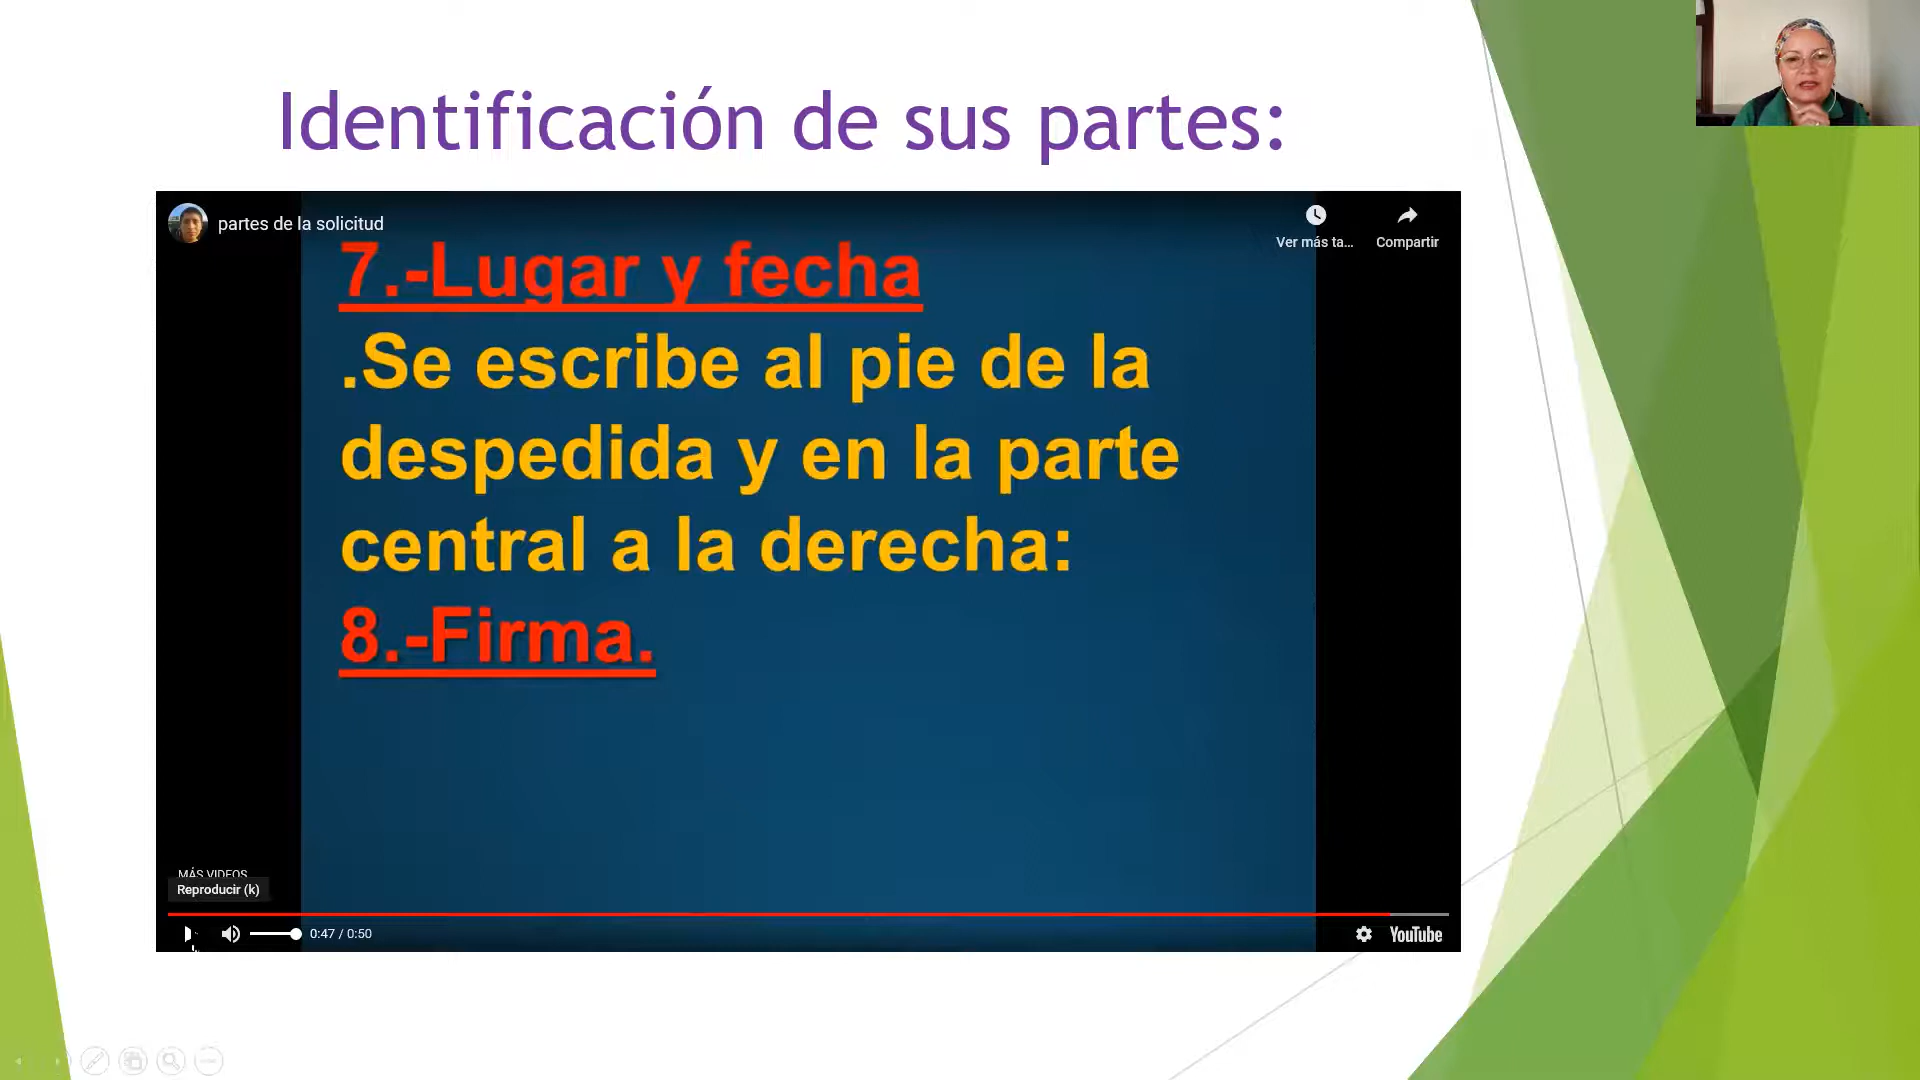 Identificación de sus partes:
partes de la solicitud
Ver más ta...
Compartir
7.-Lugar y fecha
.Se escribe al pie de la
despedida y en la parte
central a la derecha:
8.-Firma.
MÁS VIDEOS
Reproducir (k)
0:47 / 0:50
YouTube